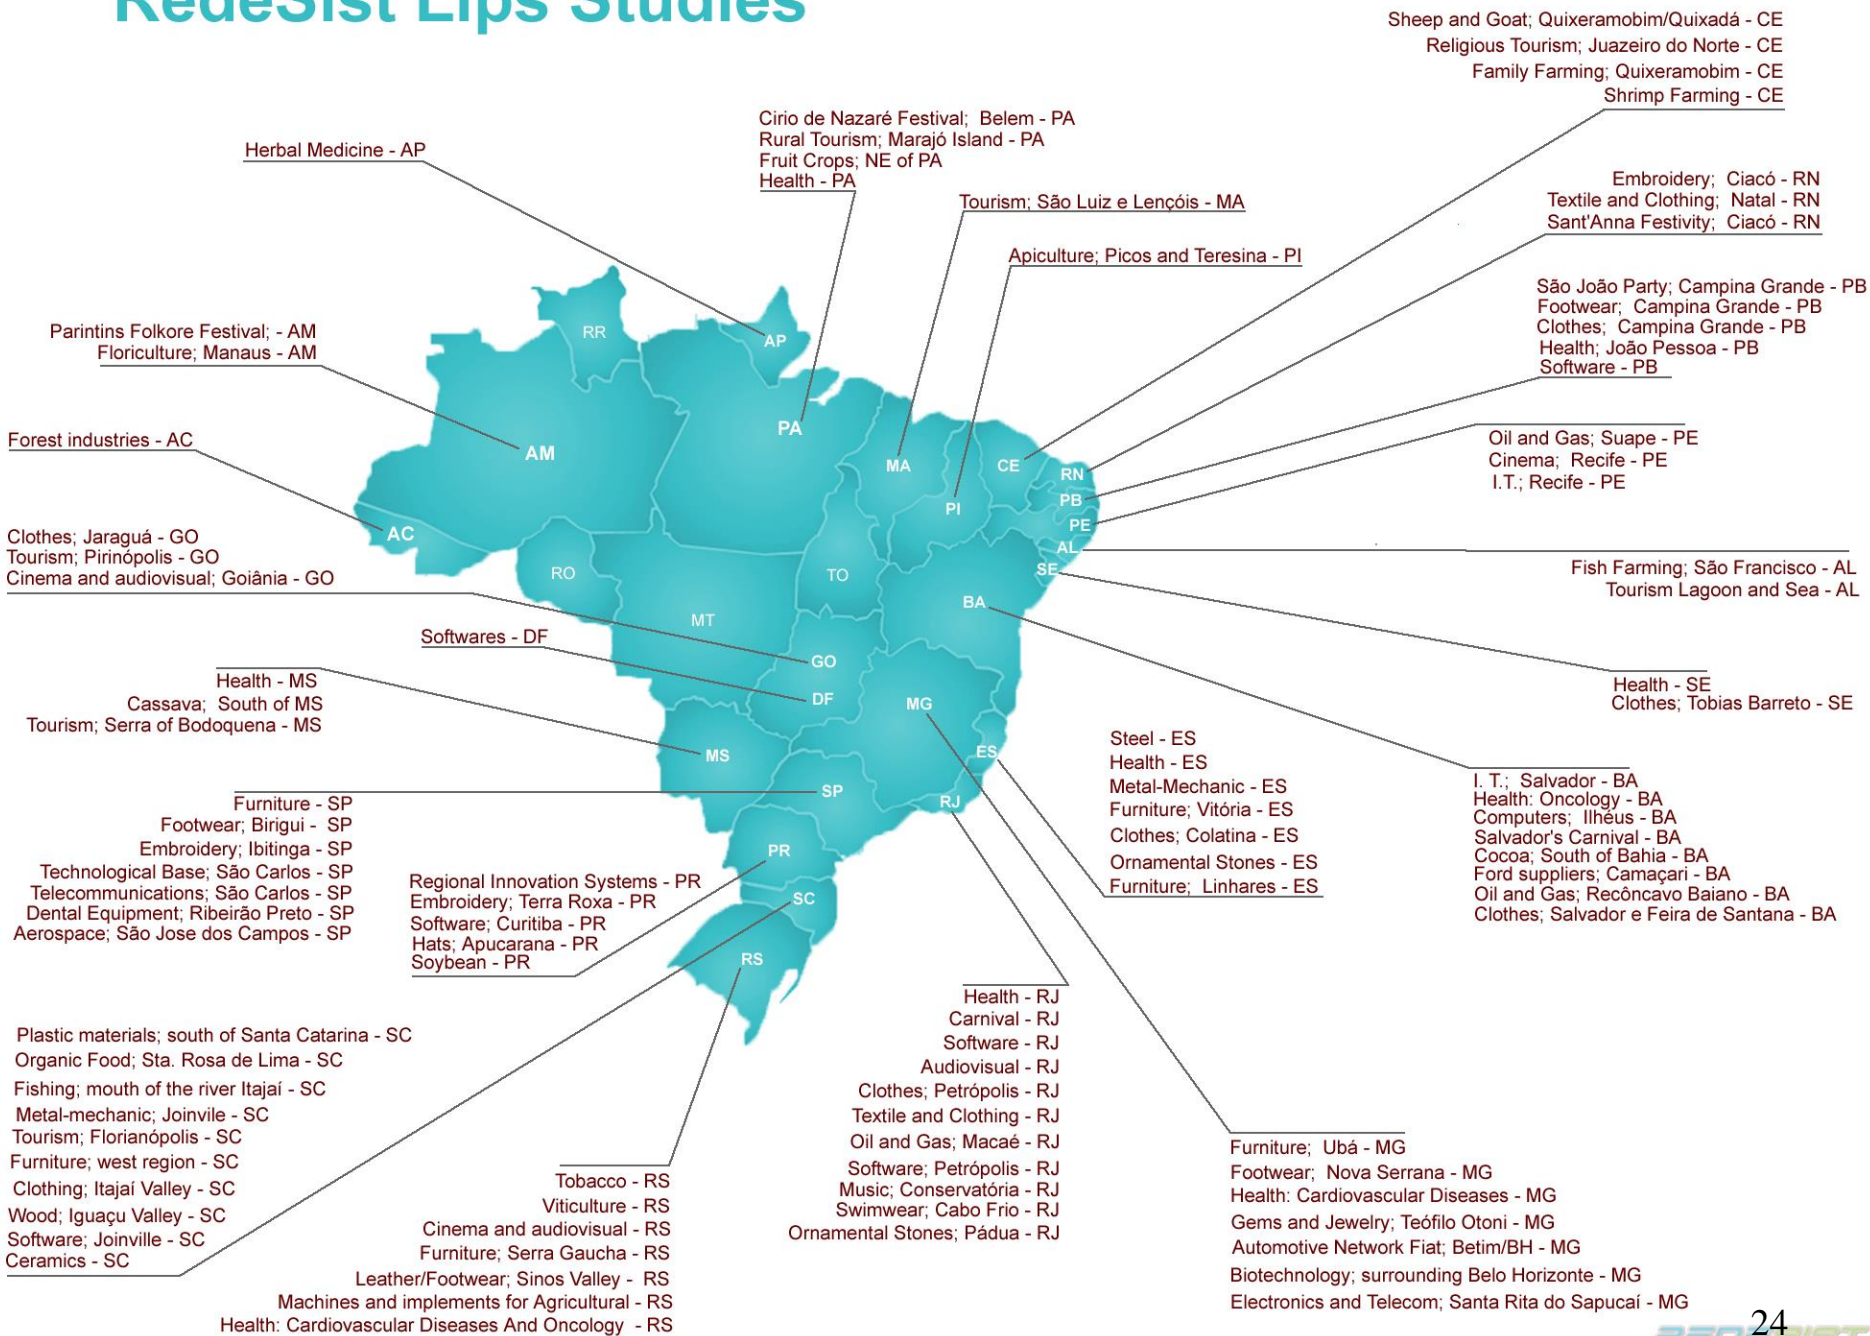 RedeSist Lips Studies
Sheep and Goat; Quixeramobim/Quixadá - CE
Religious Tourism; Juazeiro do Norte - CE
Family Farming; Quixeramobim - CE
Shrimp Farming - CE
Cirio de Nazaré Festival;  Belem - PA
Rural Tourism; Marajó Island - PA
Fruit Crops; NE of PA
Health - PA
Herbal Medicine - AP
Tourism; São Luiz e Lençóis - MA
Apiculture; Picos and Teresina - PI
Embroidery;  Ciacó - RN
Textile and Clothing;  Natal - RN
Sant'Anna Festivity;  Ciacó - RN
São João Party; Campina Grande - PB
Footwear;  Campina Grande - PB
Clothes;  Campina Grande - PB
Health; João Pessoa - PB
Software - PB
Parintins Folkore Festival; - AM
Floriculture; Manaus - AM
Forest industries - AC
Oil and Gas; Suape - PE
Cinema;  Recife - PE
I.T.; Recife - PE
Clothes; Jaraguá - GO
Tourism; Pirinópolis - GO
Cinema and audiovisual; Goiânia - GO
Fish Farming; São Francisco - AL
Tourism Lagoon and Sea - AL
Softwares - DF
Health - MS
Cassava;  South of MS
Tourism; Serra of Bodoquena - MS
Health - SE
Clothes; Tobias Barreto - SE
RR
AP
PA
AM
MA
CE
RN
PB
PI
PE
AC
AL
SE
RO
TO
BA
MT
GO
DF
MG
ES
MS
SP
RJ
PR
SC
RS
Steel - ES
Health - ES
Metal-Mechanic - ES
Furniture; Vitória - ES
Clothes; Colatina - ES
Ornamental Stones - ES
Furniture;  Linhares - ES
I. T.;  Salvador - BA
Health: Oncology - BA
Computers;  Ilhéus - BA
Salvador's Carnival - BA
Cocoa; South of Bahia - BA
Ford suppliers; Camaçari - BA
Oil and Gas; Recôncavo Baiano - BA
Clothes; Salvador e Feira de Santana - BA
Furniture - SP
Footwear; Birigui -  SP
Embroidery; Ibitinga - SP
Technological Base; São Carlos - SP
Telecommunications; São Carlos - SP
Dental Equipment; Ribeirão Preto - SP
Aerospace; São Jose dos Campos - SP
Regional Innovation Systems - PR
Embroidery; Terra Roxa - PR
Software; Curitiba - PR
Hats; Apucarana - PR
Soybean - PR
Plastic materials; south of Santa Catarina - SC
Organic Food; Sta. Rosa de Lima - SC
Fishing; mouth of the river Itajaí - SC
Metal-mechanic; Joinvile - SC
Tourism; Florianópolis - SC
Furniture; west region - SC
Clothing; Itajaí Valley - SC
Wood; Iguaçu Valley - SC
Software; Joinville - SC
Ceramics - SC
Tobacco - RS
Viticulture - RS
Cinema and audiovisual - RS
Furniture; Serra Gaucha - RS
Leather/Footwear; Sinos Valley -  RS
Machines and implements for Agricultural - RS
Health: Cardiovascular Diseases And Oncology  - RS
Health - RJ
Carnival - RJ
Software - RJ
Audiovisual - RJ
Clothes; Petrópolis - RJ
Textile and Clothing - RJ
Oil and Gas; Macaé - RJ
Software; Petrópolis - RJ
Music; Conservatória - RJ
Swimwear; Cabo Frio - RJ
Ornamental Stones; Pádua - RJ
Furniture;  Ubá - MG
Footwear;  Nova Serrana - MG
Health: Cardiovascular Diseases - MG
Gems and Jewelry; Teófilo Otoni - MG
Automotive Network Fiat; Betim/BH - MG
Biotechnology; surrounding Belo Horizonte - MG
Electronics and Telecom; Santa Rita do Sapucaí - MG
24